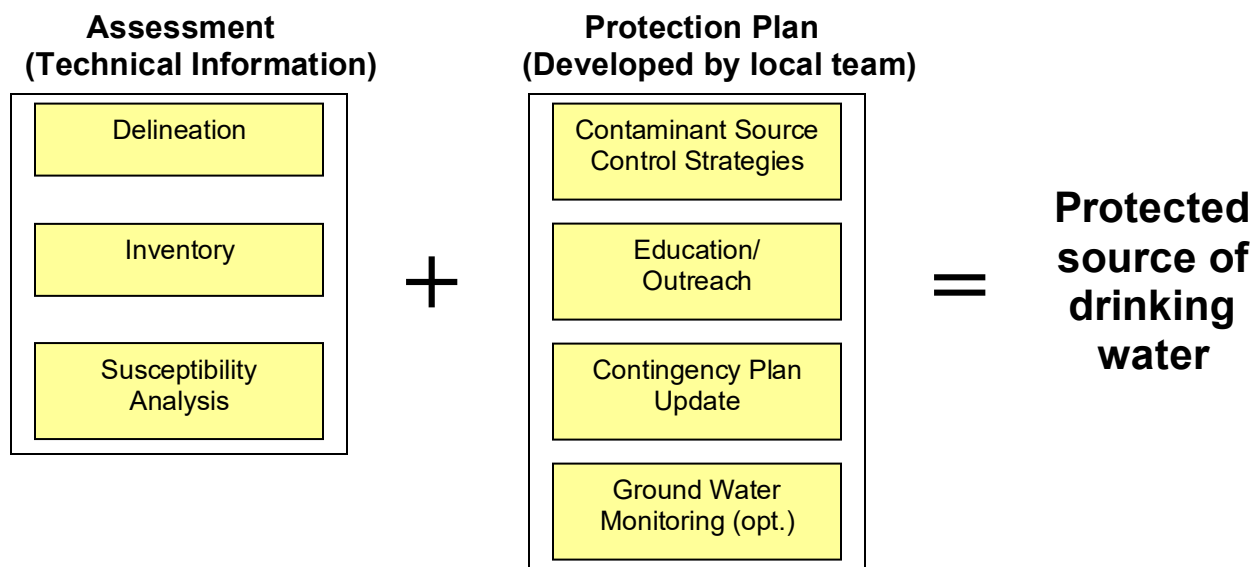 Assessment
(Technical Information)
Delineation
Inventory
Susceptibility
Analysis
+
Protection Plan
(Developed by local team)
Contaminant Source
Control Strategies
Education/
Outreach
Contingency Plan
Update
Ground Water
Monitoring (opt.)
=
Protected
source of
drinking
water